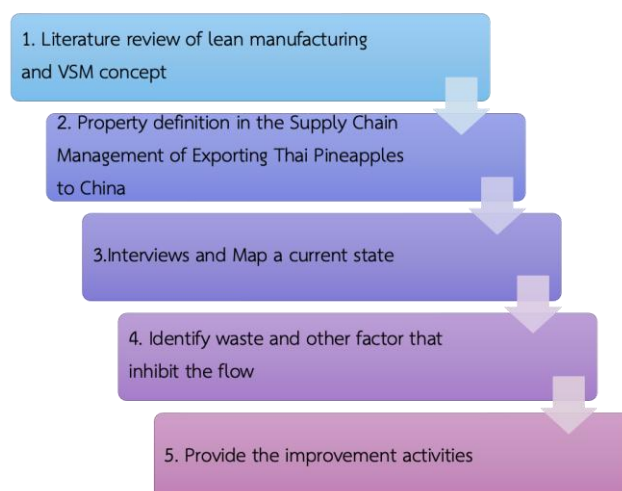 1. Literature review of lean manufacturing
and VSM concept
2. Property definition in the Supply Chain
Management of Exporting Thai Pineapples
to China
3.Interviews and Map a current state
4. Identify waste and other factor that
inhibit the flow
5. Provide the improvement activities